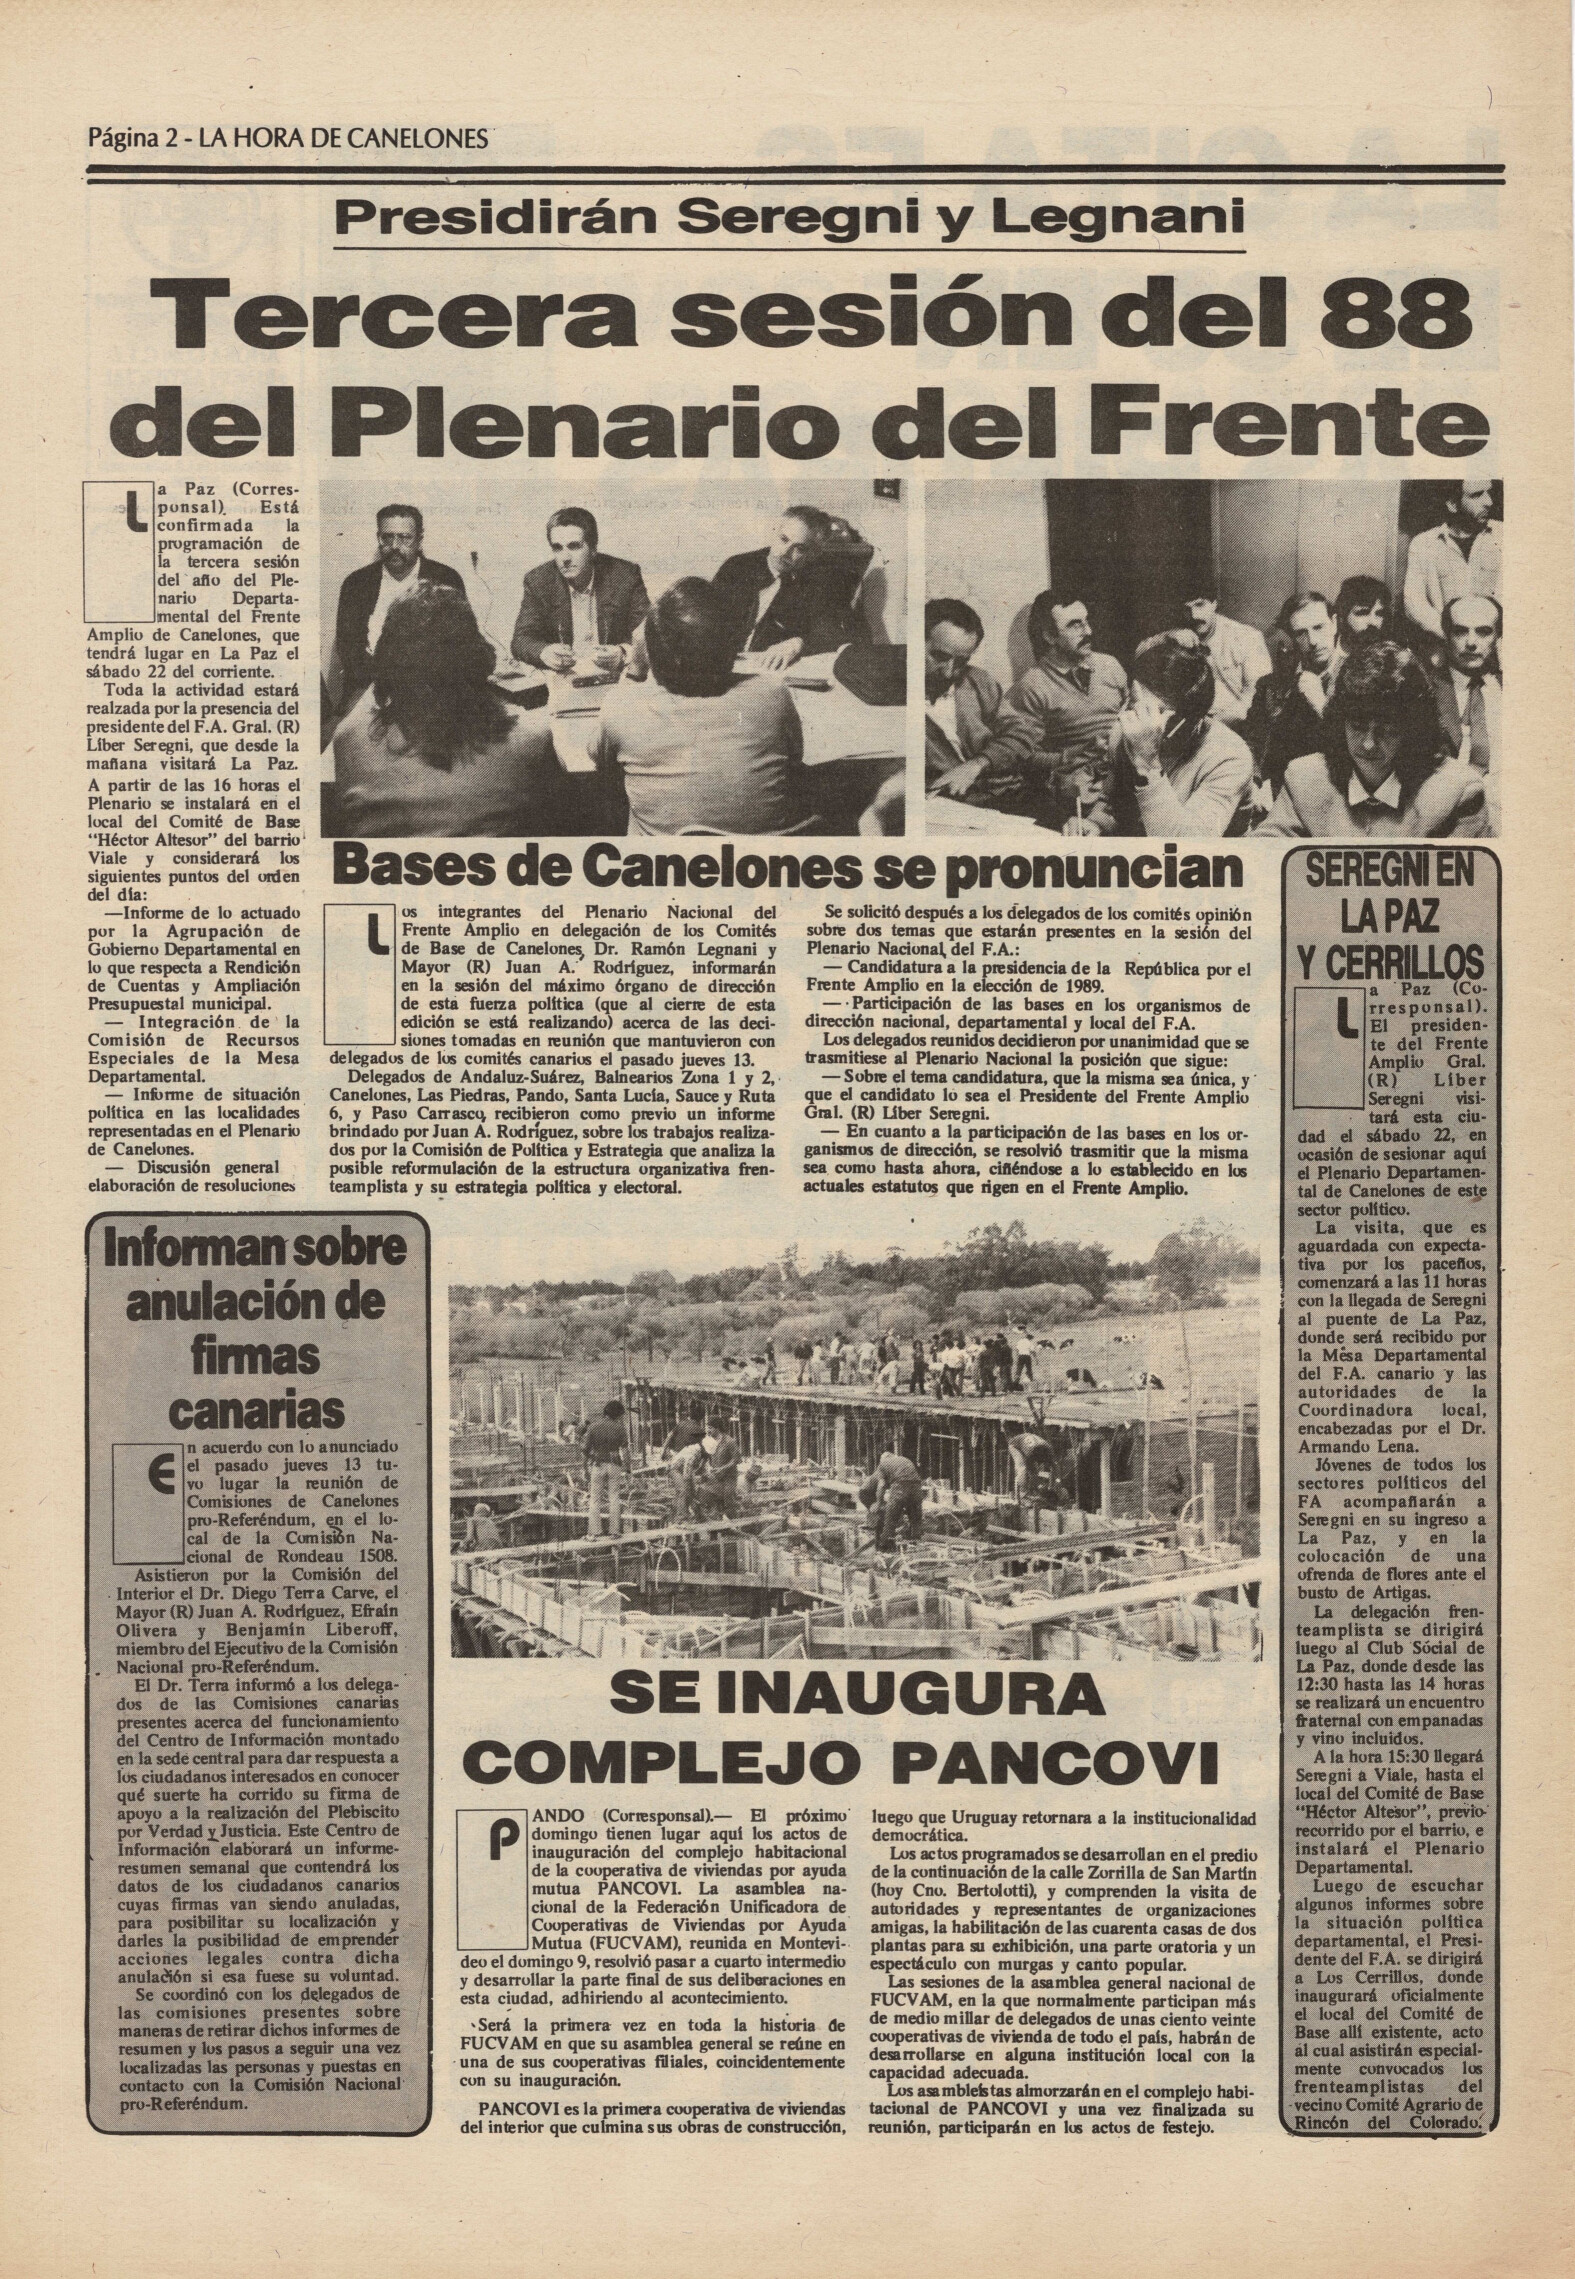 Página 2 - LA HORA DE CANELONES
Presidirán Seregni y Legnani
Tercera sesión del 88
del Plenario del Frente
La Paz (Corres-
ponsal). Está
confirmada la
programación de
la tercera sesión
del año del Ple-
nario Departa-
mental del Frente
Amplio de Canelones, que
tendrá lugar en La Paz el
sábado 22 del corriente.
Toda la actividad estará
realzada por la presencia del
presidente del F.A. Gral. (R)
Líber Seregni, que desde la
mañana visitará La Paz.
A partir de las 16 horas el
Plenario se instalará en el
local del Comité de Base
“Héctor Altesor” del barrio
Viale y considerará los
siguientes puntos del orden
del día:
—Informe de lo actuado
por la Agrupación de
Gobierno Departamental en
lo que respecta a Rendición
de Cuentas y Ampliación
Presupuestal municipal.
— Integración de la
Comisión de Recursos
Especiales de la Mesa
Departamental.
— Informe de situación
política en las localidades
representadas en el Plenario
de Canelones.
— Discusión general
elaboración de resoluciones
Bases de Canelones se pronuncian
Los integrantes del Plenario Nacional del
Frente Amplio en delegación de los Comités
de Base de Canelones, Dr. Ramón Legnani y
Mayor (R) Juan A. Rodríguez, informarán
en la sesión del máximo órgano de dirección
de esta fuerza política (que al cierre de esta
edición se está realizando) acerca de las deci-
siones tomadas en reunión que mantuvieron con
delegados de los comités canarios el pasado jueves 13.
Delegados de Andaluz-Suárez, Balnearios Zona 1 y 2,
Canelones, Las Piedras, Pando, Santa Lucía, Sauce y Ruta
6, y Paso Carrasco, recibieron como previo un informe
brindado por Juan A. Rodríguez, sobre los trabajos realiza-
dos por la Comisión de Política y Estrategia que analiza la
posible reformulación de la estructura organizativa fren-
teamplista y su estrategia política y electoral.
Se solicitó después a los delegados de los comités opinión
sobre dos temas que estarán presentes en la sesión del
Plenario Nacional del F.A.:
— Candidatura a la presidencia de la República por el
Frente Amplio en la elección de 1989.
— Participación de las bases en los organismos de
dirección nacional, departamental y local del F.A.
Los delegados reunidos decidieron por unanimidad que se
trasmitiese al Plenario Nacional la posición que sigue:
—Sobre el tema candidatura, que la misma sea única, y
que el candidato lo sea el Presidente del Frente Amplio
Gral. (R) Líber Seregni.
— En cuanto a la participación de las bases en los or-
ganismos de dirección, se resolvió trasmitir que la misma
sea como hasta ahora, ciñéndose a lo establecido en los
actuales estatutos que rigen en el Frente Amplio.
SEREGNI EN
LA PAZ
Y CERRILLOS
La Paz (Co-
rresponsal).
El presiden-
te del Frente
Amplio Gral.
(R) Líber
Seregni visi-
tará esta ciu-
dad el sábado 22, en
ocasión de sesionar aquí
el Plenario Departamen-
tal de Canelones de este
sector político.
La visita, que es
aguardada con expecta-
tiva por los paceños,
comenzará a las 11 horas
con la llegada de Seregni
al puente de La Paz,
donde será recibido por
la Mesa Departamental
del F.A. canario y las
autoridades de la
Coordinadora local,
encabezadas por el Dr.
Armando Lena.
Jóvenes de todos los
sectores políticos del
FA acompañarán a
Seregni en su ingreso a
La Paz, y en la
colocación de una
ofrenda de flores ante el
busto de Artigas.
La delegación fren-
teamplista se dirigirá
luego al Club Social de
La Paz, donde desde las
12:30 hasta las 14 horas
se realizará un encuentro
fraternal con empanadas
y vino incluidos.
A la hora 15:30 llegará
Seregni a Viale, hasta el
local del Comité de Base
“Héctor Altesor”, previo
recorrido por el barrio, e
instalará el Plenario
Departamental.
Luego de escuchar
algunos informes sobre
la situación política
departamental, el Presi-
dente del F.A. se dirigirá
a Los Cerrillos, donde
inaugurará oficialmente
el local del Comité de
Base allí existente, acto
al cual asistirán especial-
mente convocados los
frenteamplistas del
vecino Comité Agrario de
Rincón del Colorado.
Informan sobre
anulación de
firmas
canarias
En acuerdo con lo anunciado
el pasado jueves 13 tu-
vo lugar la reunión de
Comisiones de Canelones
pro-Referéndum, en el lo-
cal de la Comisión Na-
cional de Rondeau 1508.
Asistieron por la Comisión del
Interior el Dr. Diego Terra Carve, el
Mayor (R) Juan A. Rodríguez, Efraín
Olivera y Benjamín Liberoff,
miembro del Ejecutivo de la Comisión
Nacional pro-Referéndum.
El Dr. Terra informó a los delega-
dos de las Comisiones canarias
presentes acerca del funcionamiento
del Centro de Información montado
en la sede central para dar respuesta a
los ciudadanos interesados en conocer
qué suerte ha corrido su firma de
apoyo a la realización del Plebiscito
por Verdad y Justicia. Este Centro de
Información elaborará un informe-
resumen semanal que contendrá los
datos de los ciudadanos canarios
cuyas firmas van siendo anuladas,
para posibilitar su localización y
darles la posibilidad de emprender
acciones legales contra dicha
anulación si esa fuese su voluntad.
Se coordinó con los delegados de
las comisiones presentes sobre
maneras de retirar dichos informes de
resumen y los pasos a seguir una vez
localizadas las personas y puestas en
contacto con la Comisión Nacional
pro-Referéndum.
SE INAUGURA
COMPLEJO PANCOVI
PANDO (Corresponsal).— El próximo
domingo tienen lugar aquí los actos de
inauguración del complejo habitacional
de la cooperativa de viviendas por ayuda
mutua PANCOVI. La asamblea na-
cional de la Federación Unificadora de
Cooperativas de Viviendas por Ayuda
Mutua (FUCVAM), reunida en Montevi-
deo el domingo 9, resolvió pasar a cuarto intermedio
y desarrollar la parte final de sus deliberaciones en
esta ciudad, adhiriendo al acontecimiento.
Será la primera vez en toda la historia de
FUCVAM en que su asamblea general se reúne en
una de sus cooperativas filiales, coincidentemente
con su inauguración.
PANCOVI es la primera cooperativa de viviendas
del interior que culmina sus obras de construcción,
luego que Uruguay retornara a la institucionalidad
democrática.
Los actos programados se desarrollan en el predio
de la continuación de la calle Zorrilla de San Martín
(hoy Cno. Bertolotti), y comprenden la visita de
autoridades y representantes de organizaciones
amigas, la habilitación de las cuarenta casas de dos
plantas para su exhibición, una parte oratoria y un
espectáculo con murgas y canto popular.
Las sesiones de la asamblea general nacional de
FUCVAM, en la que normalmente participan más
de medio millar de delegados de unas ciento veinte
cooperativas de vivienda de todo el país, habrán de
desarrollarse en alguna institución local con la
capacidad adecuada.
Los asambleístas almorzarán en el complejo habi-
tacional de PANCOVI y una vez finalizada su
reunión, participarán en los actos de festejo.